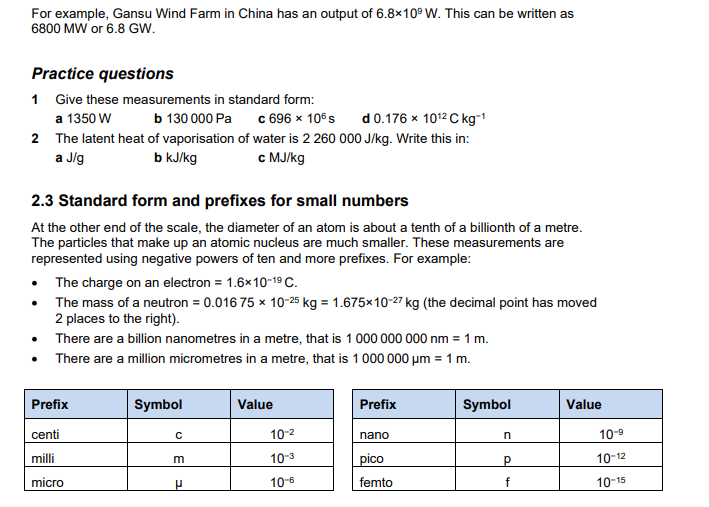 For example, Gansu Wind Farm in China has an output of 6.8×10⁹ W. This can be written as
6800 MW or 6.8 GW.
Practice questions
1 Give these measurements in standard form:
a 1350 W b 130 000 Pa c 696 × 10⁶ s d 0.176 × 10¹² C kg⁻¹
2 The latent heat of vaporisation of water is 2 260 000 J/kg. Write this in:
a J/g b kJ/kg c MJ/kg
2.3 Standard form and prefixes for small numbers
At the other end of the scale, the diameter of an atom is about a tenth of a billionth of a metre.
The particles that make up an atomic nucleus are much smaller. These measurements are
represented using negative powers of ten and more prefixes. For example:
• The charge on an electron = 1.6×10⁻¹⁹ C.
• The mass of a neutron = 0.016 75 × 10⁻²⁵ kg = 1.675×10⁻²⁷ kg (the decimal point has moved
2 places to the right).
• There are a billion nanometres in a metre, that is 1 000 000 000 nm = 1 m.
• There are a million micrometres in a metre, that is 1 000 000 µm = 1 m.
Prefix Symbol Value Prefix Symbol Value
centi c 10⁻² nano n 10⁻⁹
milli m 10⁻³ pico p 10⁻¹²
micro µ 10⁻⁶ femto f 10⁻¹⁵